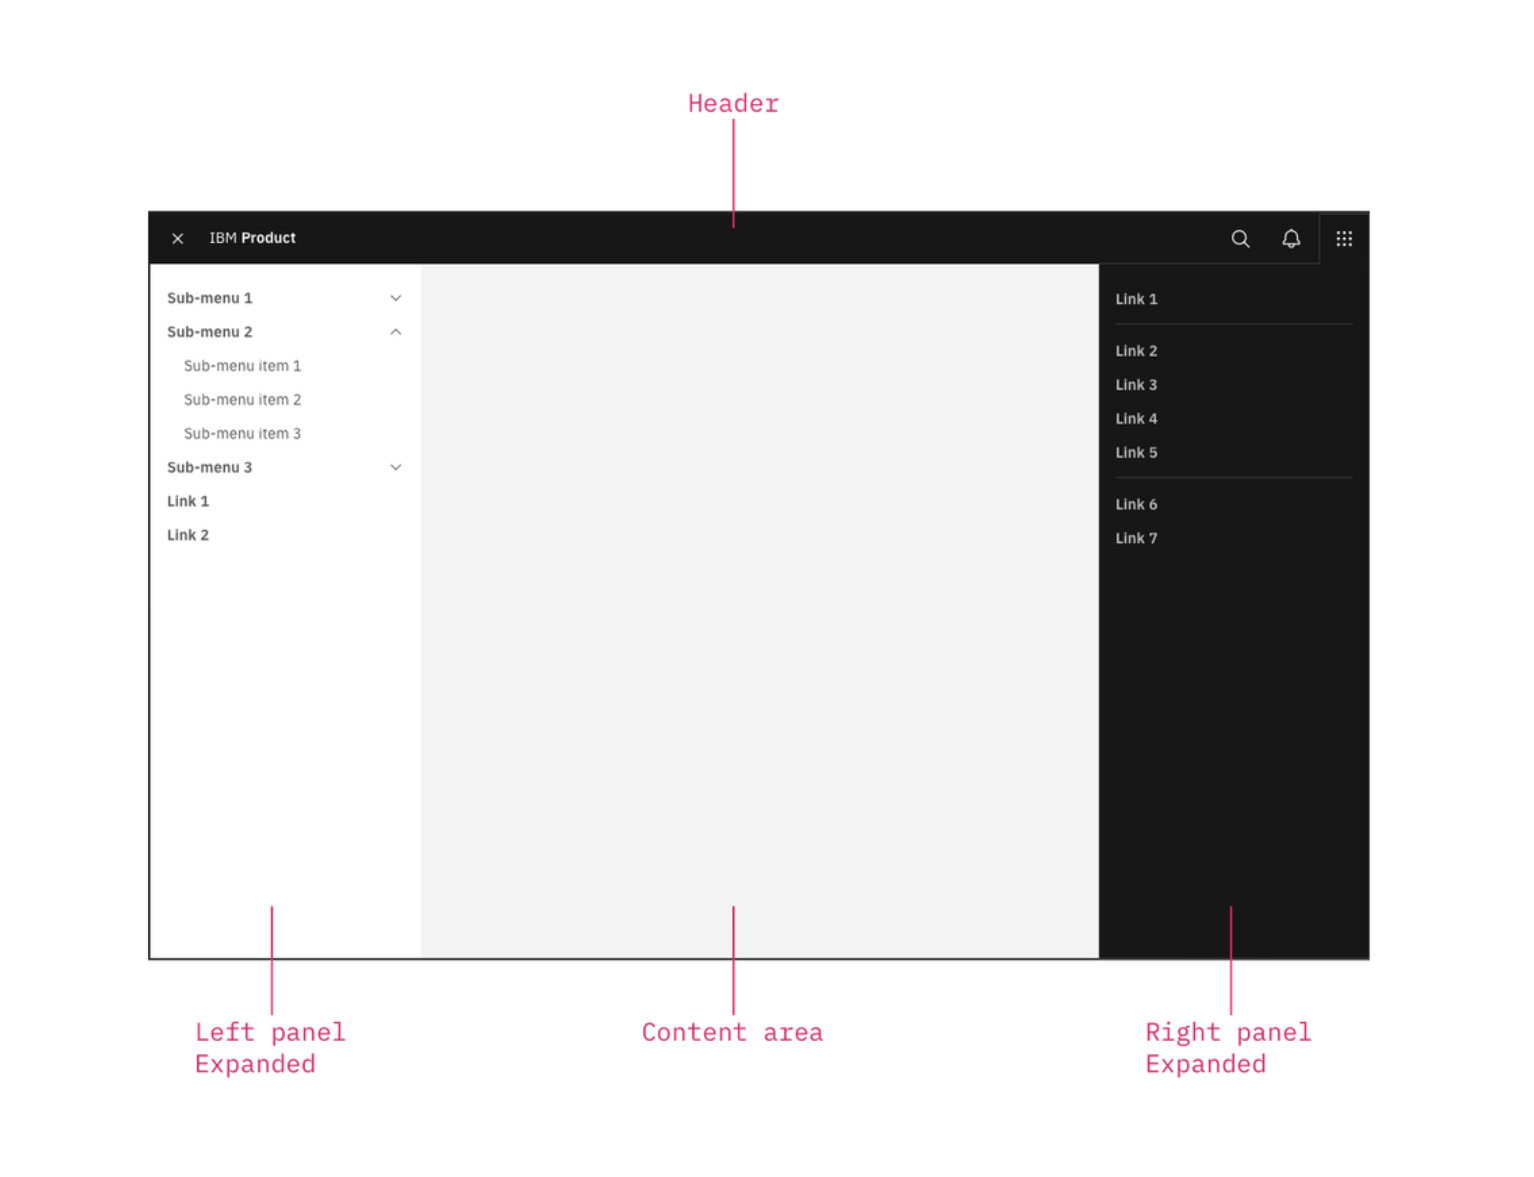 Header
IBM Product
Sub-menu 1
Sub-menu 2
Sub-menu item 1
Sub-menu item 2
Sub-menu item 3
Sub-menu 3
Link 1
Link 2
Link 1
Link 2
Link 3
Link 4
Link 5
Link 6
Link 7
Left panel
Expanded
Content area
Right panel
Expanded